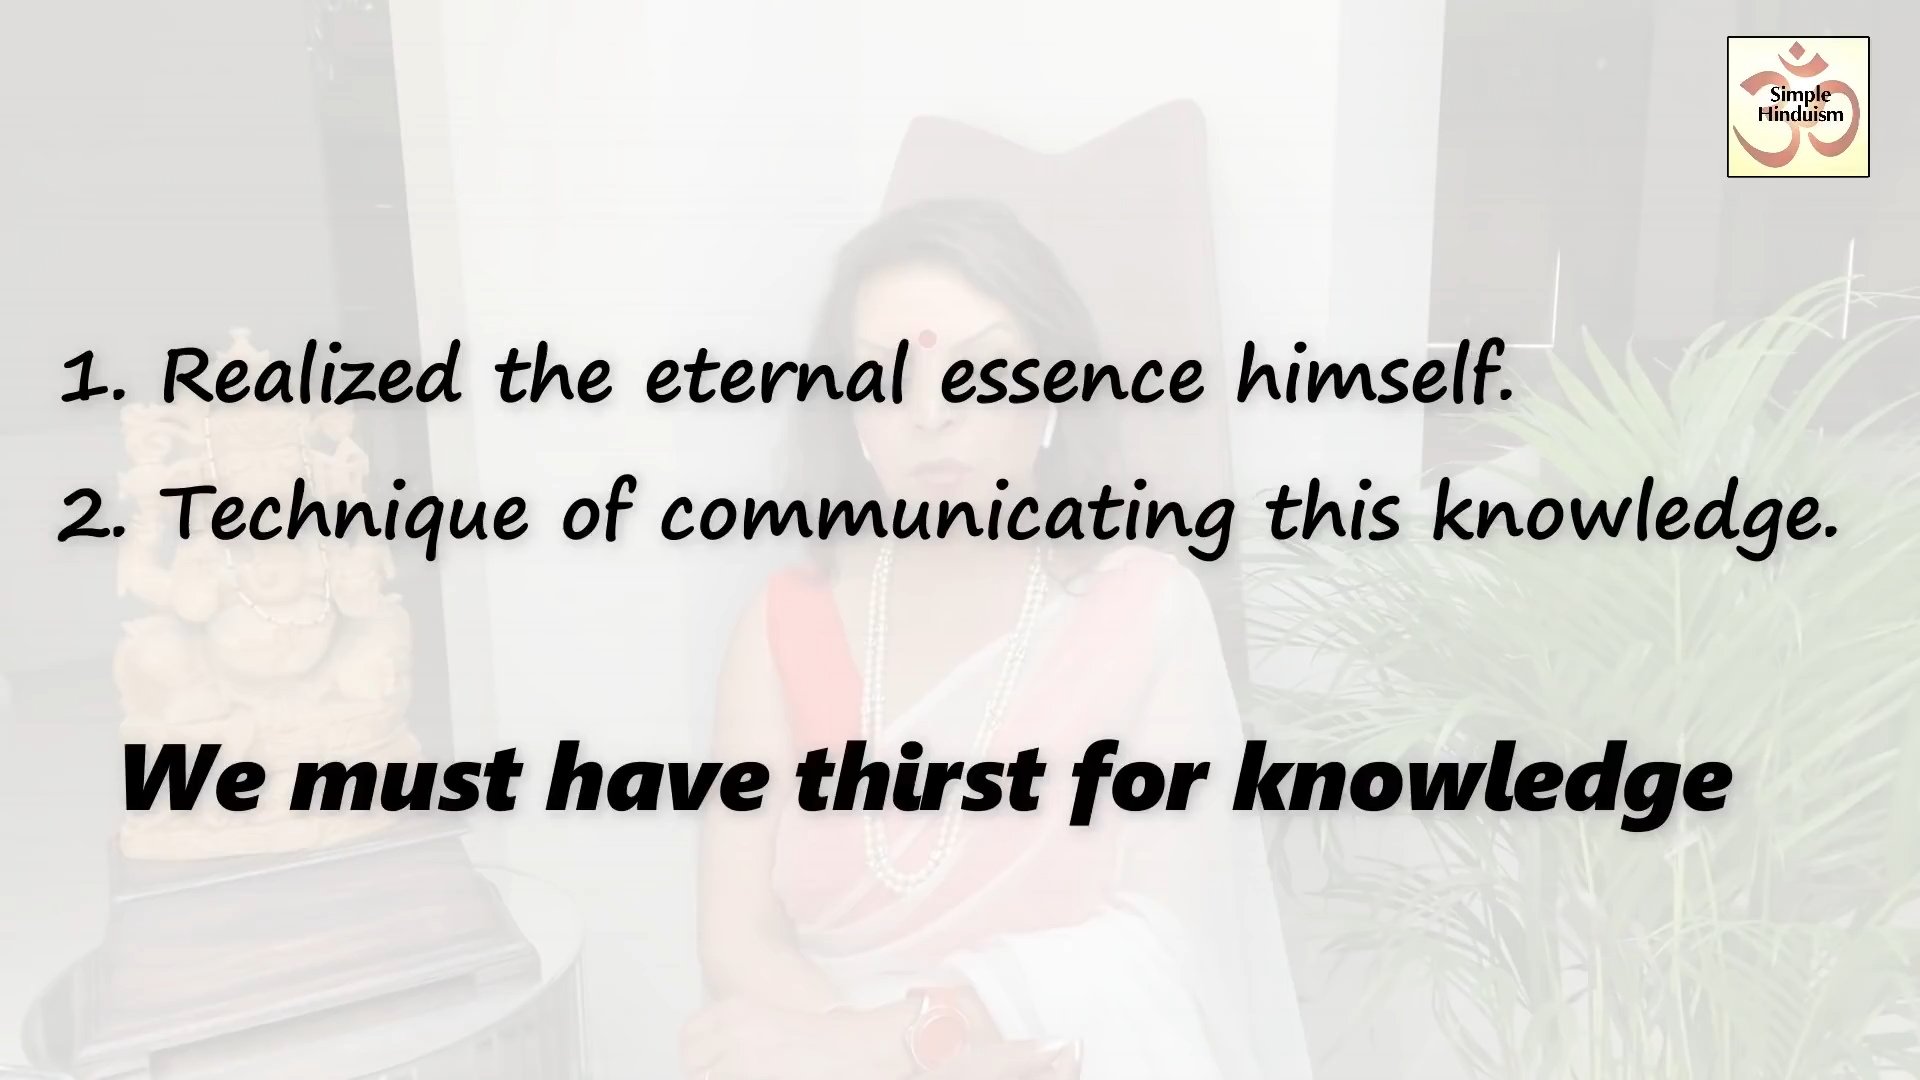 Simple
Hinduism
1. Realized the eternal essence himself.
2. Technique of communicating this knowledge.
We must have thirst for knowledge